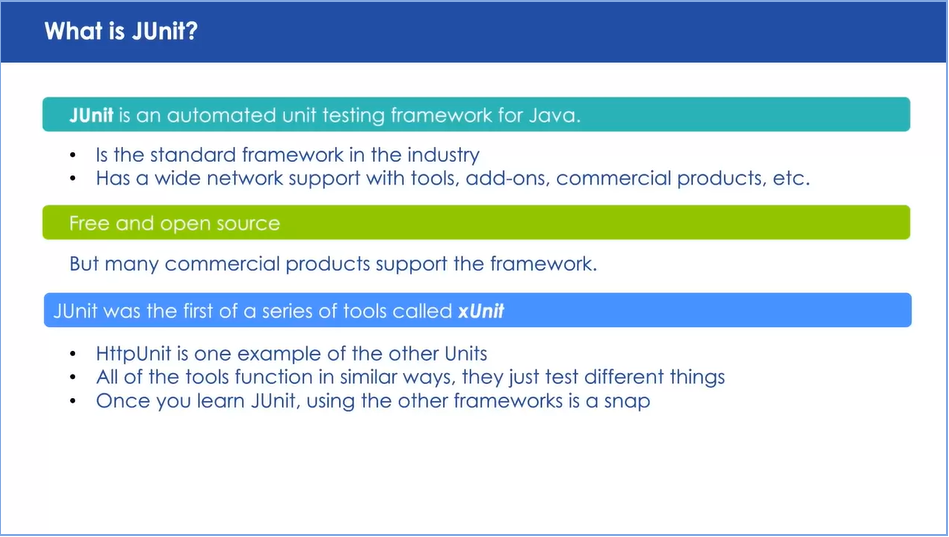 What is JUnit?
JUnit is an automated unit testing framework for Java.
• Is the standard framework in the industry
• Has a wide network support with tools, add-ons, commercial products, etc.
Free and open source
But many commercial products support the framework.
JUnit was the first of a series of tools called xUnit
• HttpUnit is one example of the other Units
• All of the tools function in similar ways, they just test different things
• Once you learn JUnit, using the other frameworks is a snap